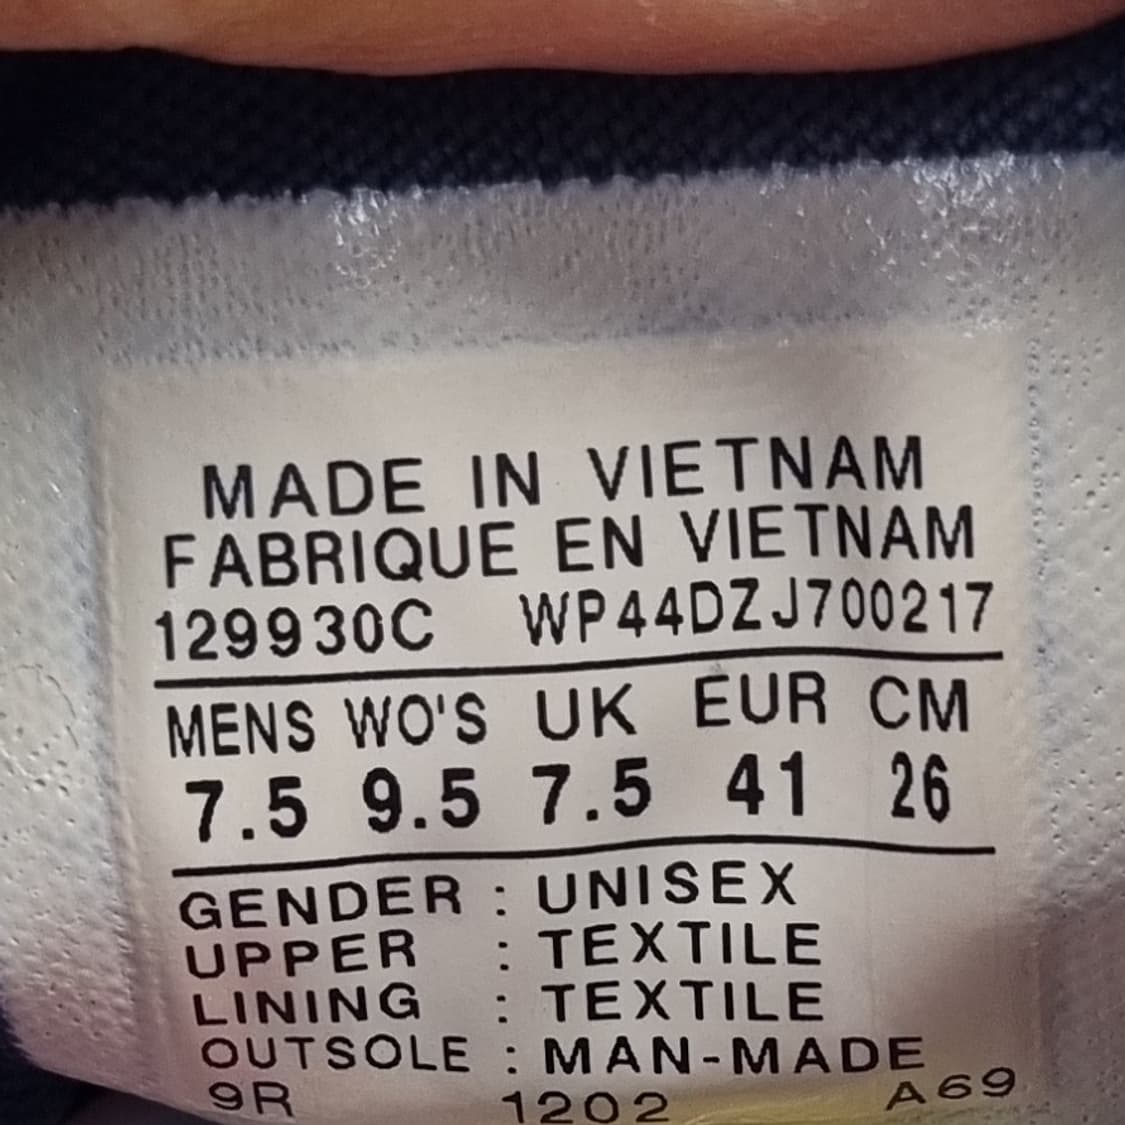 MADE IN VIETNAM
FABRIQUE EN VIETNAM
129930C WP44DZJ700217
MENS WO'S UK EUR CM
7.5 9.5 7.5 41 26
GENDER : UNISEX
UPPER : TEXTILE
LINING : TEXTILE
OUTSOLE : MAN-MADE
9R 1202 A69